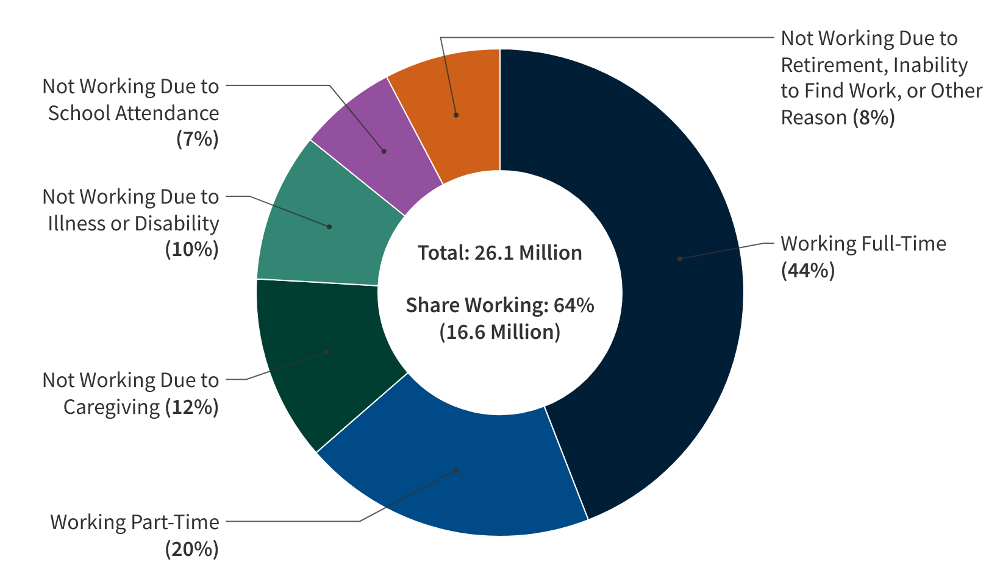 Not Working Due to
Retirement, Inability
to Find Work, or Other
Reason (8%)
Not Working Due to
School Attendance
(7%)
Not Working Due to
Illness or Disability
(10%)
Total: 26.1 Million
Share Working: 64%
(16.6 Million)
Working Full-Time
(44%)
Not Working Due to
Caregiving (12%)
Working Part-Time
(20%)